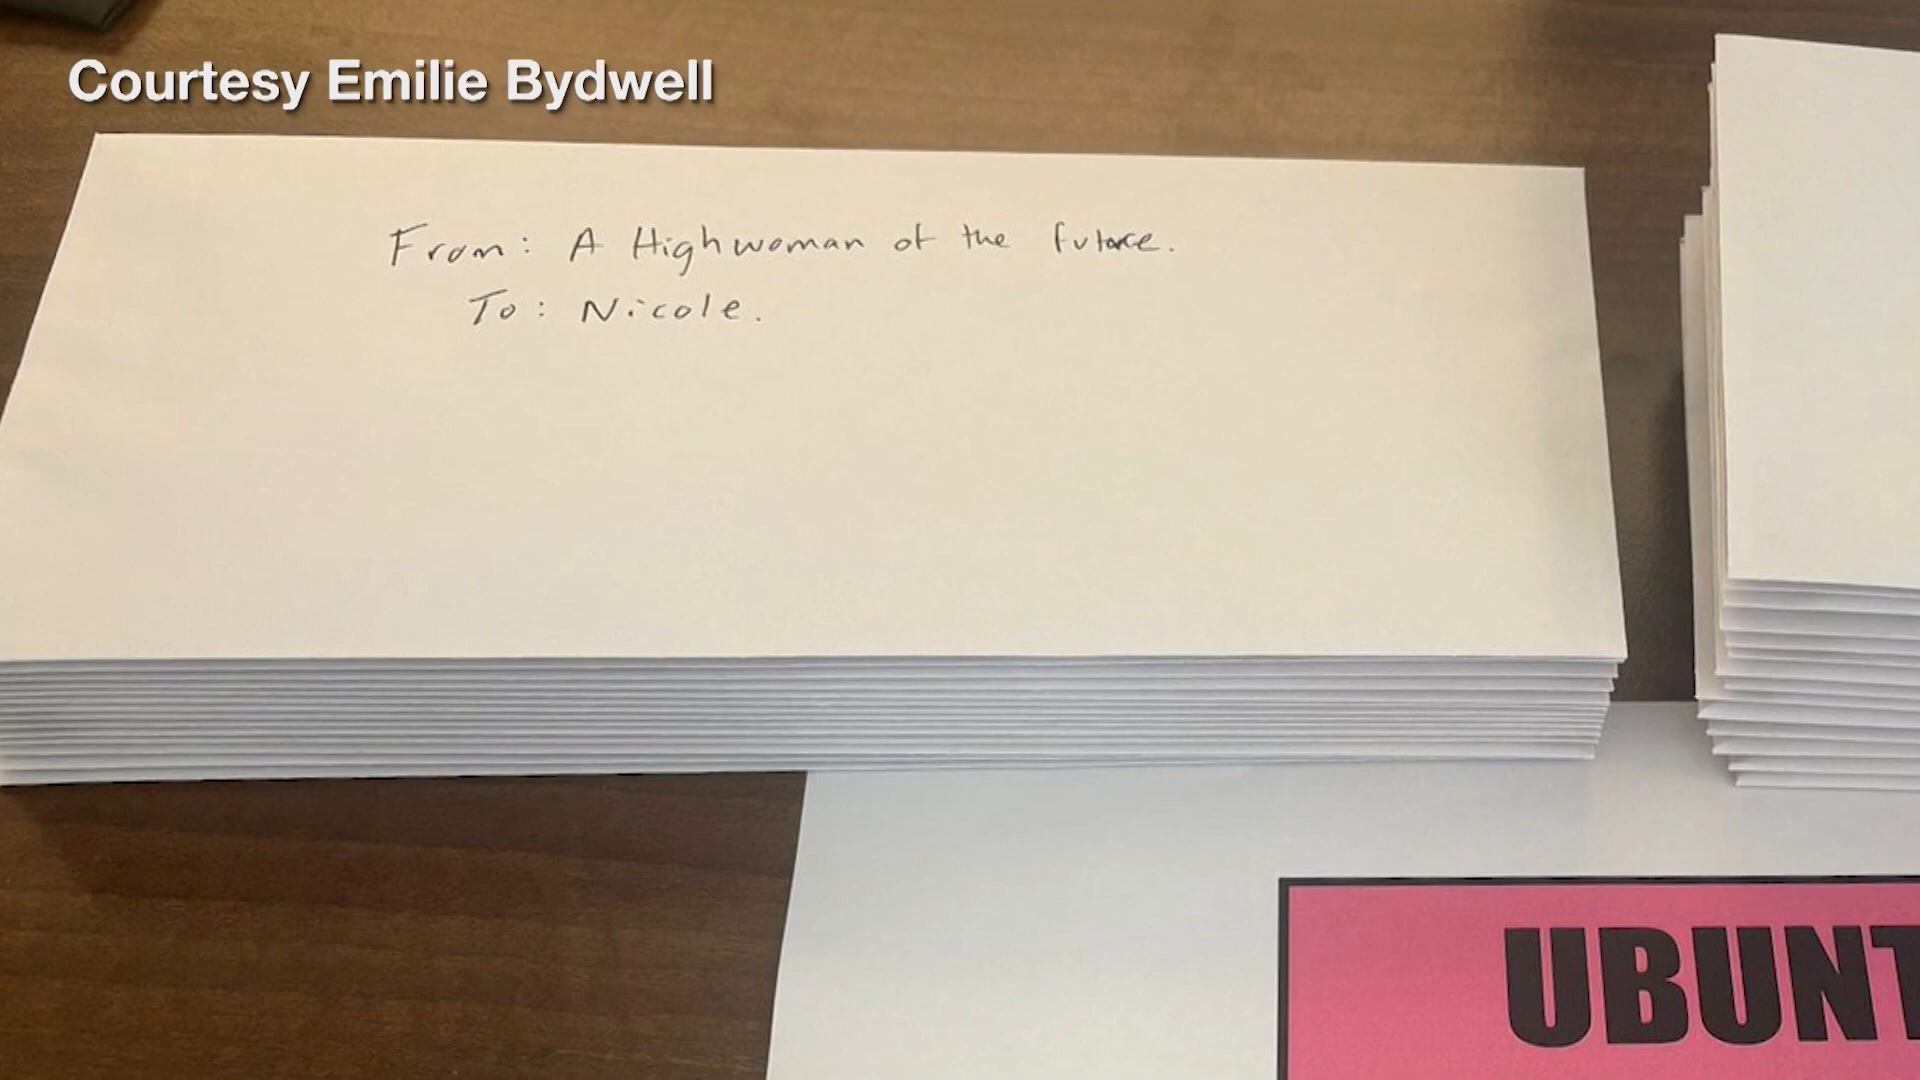 Courtesy Emilie Bydwell
From: A Highwoman of the future.
To: Nicole.
UBUNT